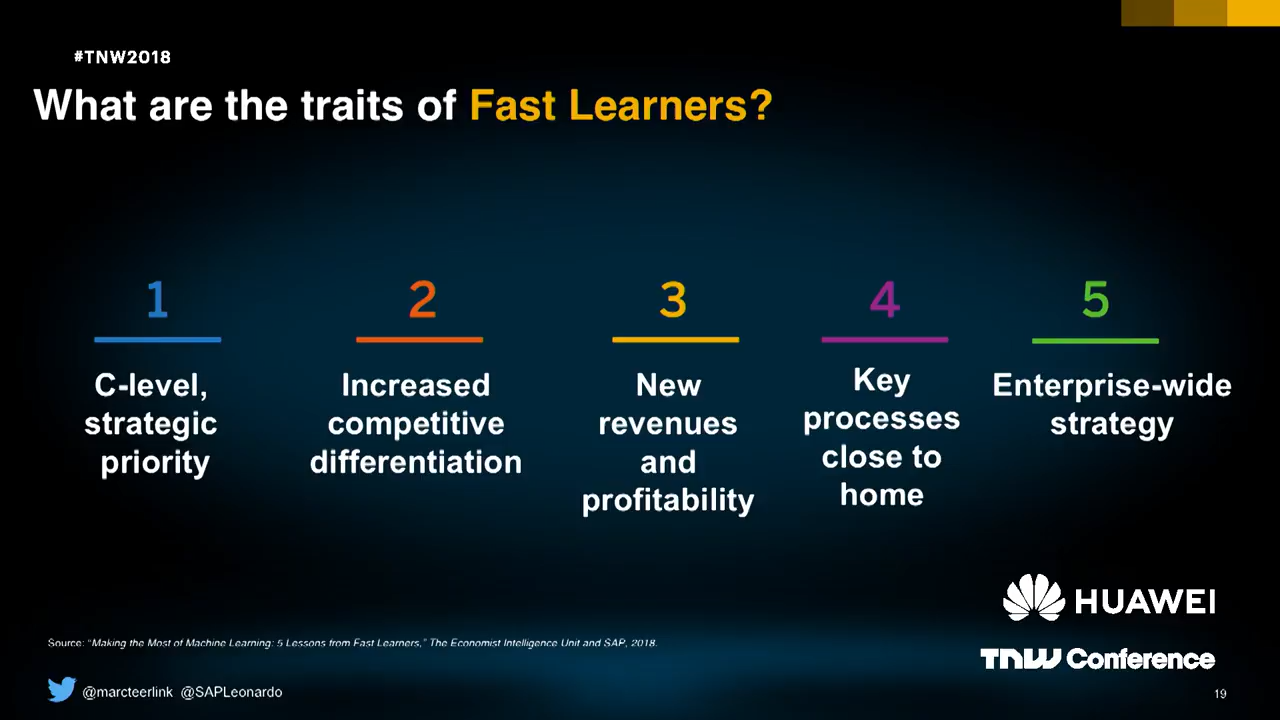 #TNW2018
What are the traits of Fast Learners?
1
C-level,
strategic
priority
2
Increased
competitive
differentiation
3
New
revenues
and
profitability
4
Key
processes
close to
home
5
Enterprise-wide
strategy
HUAWEI
Source: "Making the Most of Machine Learning: 5 Lessons from Fast Learners," The Economist Intelligence Unit and SAP, 2018.
TNW Conference
@marcteerlink @SAPLeonardo
19